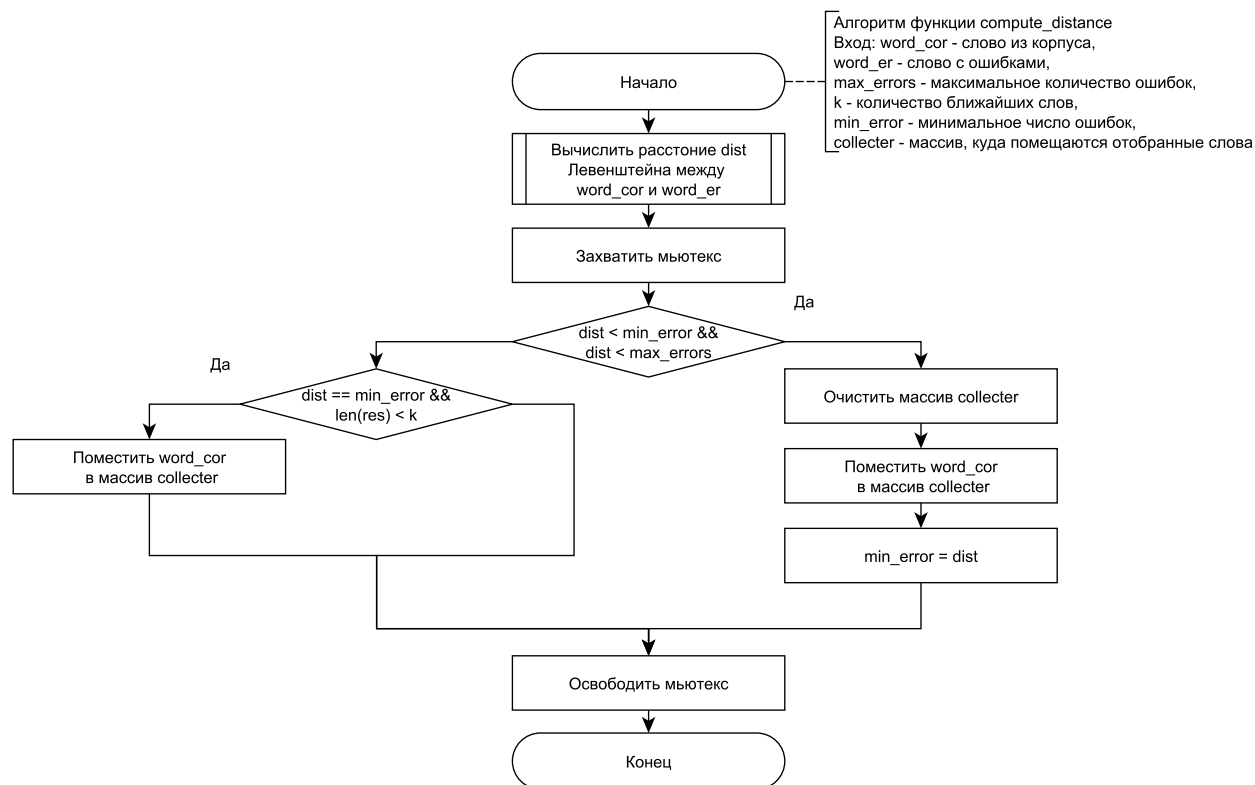 Алгоритм функции compute_distance
Вход: word_cor - слово из корпуса,
word_er - слово с ошибками,
max_errors - максимальное количество ошибок,
k - количество ближайших слов,
min_error - минимальное число ошибок,
collecter - массив, куда помещаются отобранные слова
Начало
Вычислить расстоние dist
Левенштейна между
word_cor и word_er
Захватить мьютекс
Да
dist < min_error &&
dist < max_errors
Да
dist == min_error &&
len(res) < k
Очистить массив collecter
Поместить word_cor
в массив collecter
Поместить word_cor
в массив collecter
min_error = dist
Освободить мьютекс
Конец